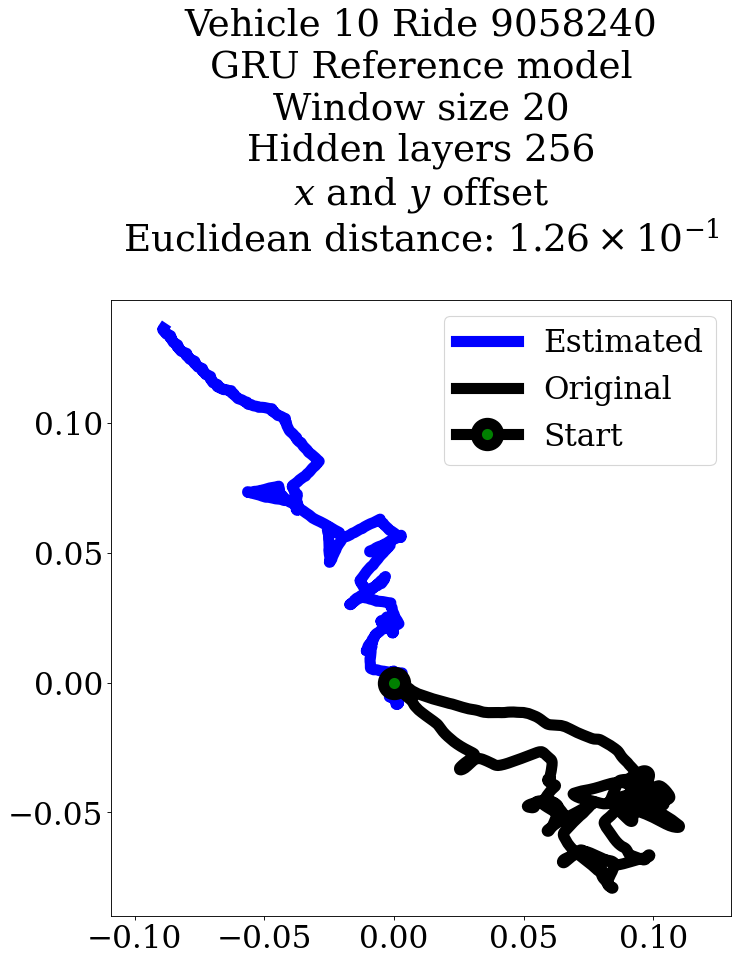 Vehicle 10 Ride 9058240
GRU Reference model
Window size 20
Hidden layers 256
x and y offset
Euclidean distance: 1.26 × 10⁻¹
Estimated
Original
Start
0.10
0.05
0.00
−0.05
−0.10 −0.05 0.00 0.05 0.10